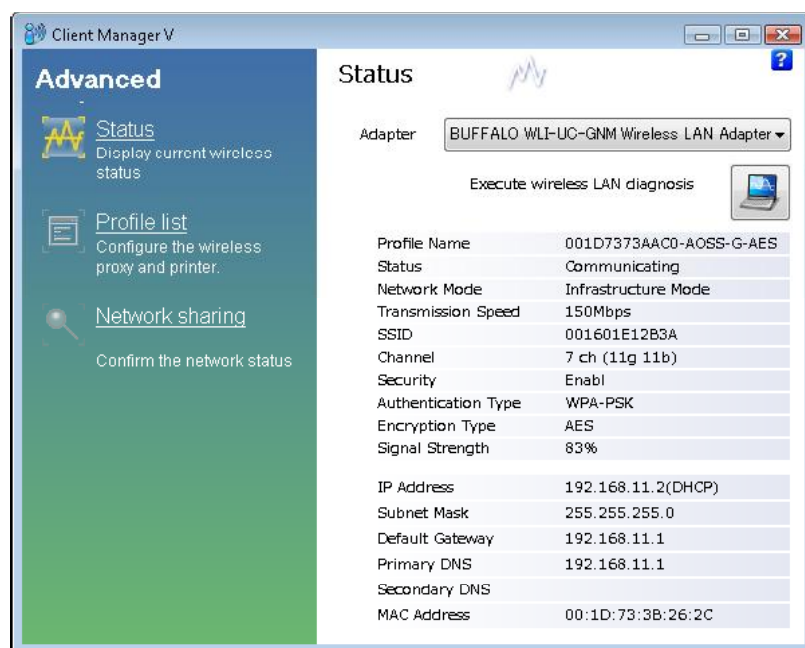 Client Manager V
Advanced
Status
Display current wireless
status
Profile list
Configure the wireless
proxy and printer.
Network sharing
Confirm the network status
Status
?
Adapter BUFFALO WLI-UC-GNM Wireless LAN Adapter
Execute wireless LAN diagnosis
Profile Name 001D7373AAC0-AOSS-G-AES
Status Communicating
Network Mode Infrastructure Mode
Transmission Speed 150Mbps
SSID 001601E12B3A
Channel 7 ch (11g 11b)
Security Enabl
Authentication Type WPA-PSK
Encryption Type AES
Signal Strength 83%
IP Address 192.168.11.2(DHCP)
Subnet Mask 255.255.255.0
Default Gateway 192.168.11.1
Primary DNS 192.168.11.1
Secondary DNS
MAC Address 00:1D:73:3B:26:2C